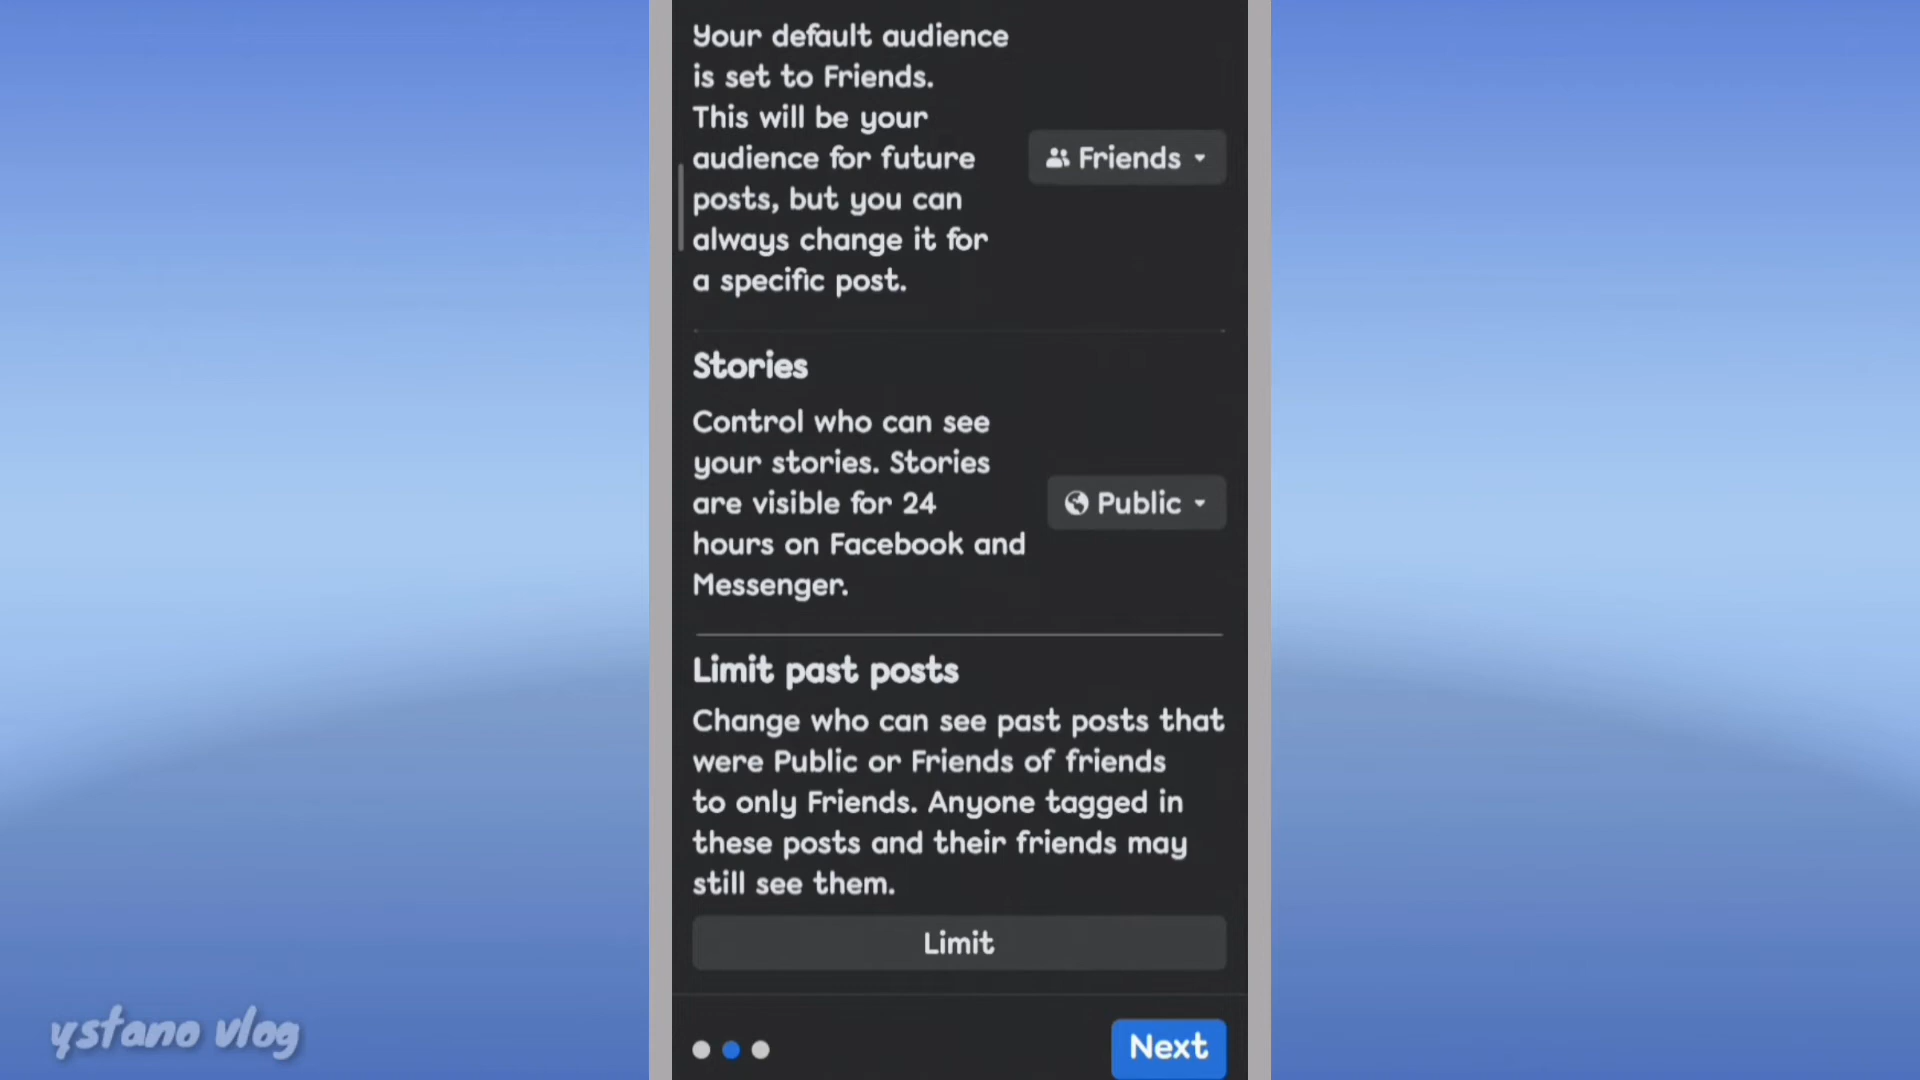 Your default audience
is set to Friends.
This will be your
audience for future
posts, but you can
always change it for
a specific post.
Friends
Stories
Control who can see
your stories. Stories
are visible for 24
hours on Facebook and
Messenger.
Public
Limit past posts
Change who can see past posts that
were Public or Friends of friends
to only Friends. Anyone tagged in
these posts and their friends may
still see them.
Limit
Next
ystano vlog